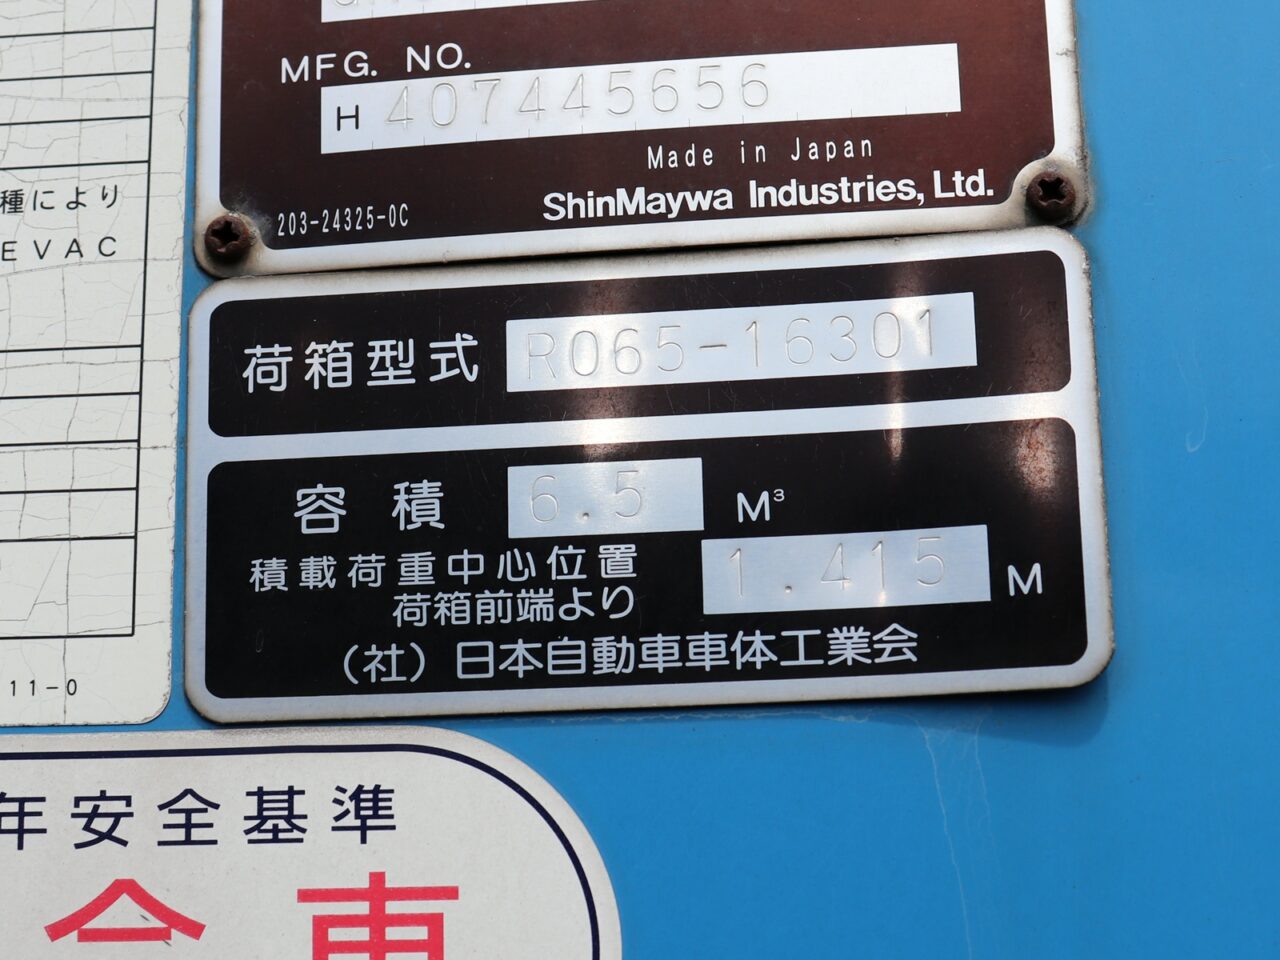 MFG. NO.
H 407445656
Made in Japan
203-24325-0C
ShinMaywa Industries, Ltd.
種により
EVAC
荷箱型式 R065-16301
容積 6.5 M³
積載荷重中心位置
荷箱前端より 1.415 M
(社)日本自動車車体工業会
11-0
年安全基準
合車